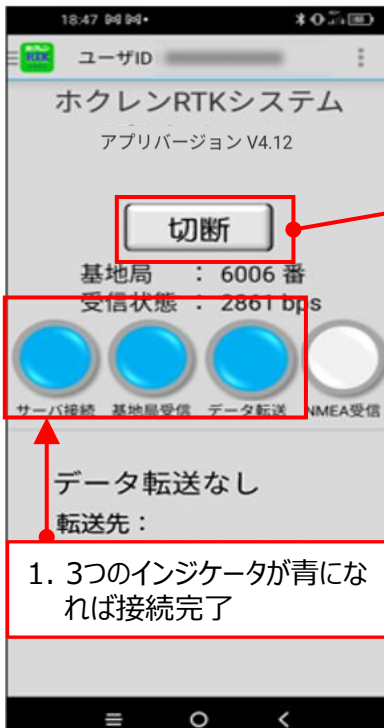 18:47
RTK
ユーザID
ホクレンRTKシステム
アプリバージョン V4.12
切断
基地局 : 6006 番
受信状態 : 2861 bps
サーバ接続 基地局受信 データ転送 NMEA受信
データ転送なし
転送先:
1. 3つのインジケータが青にな
れば接続完了